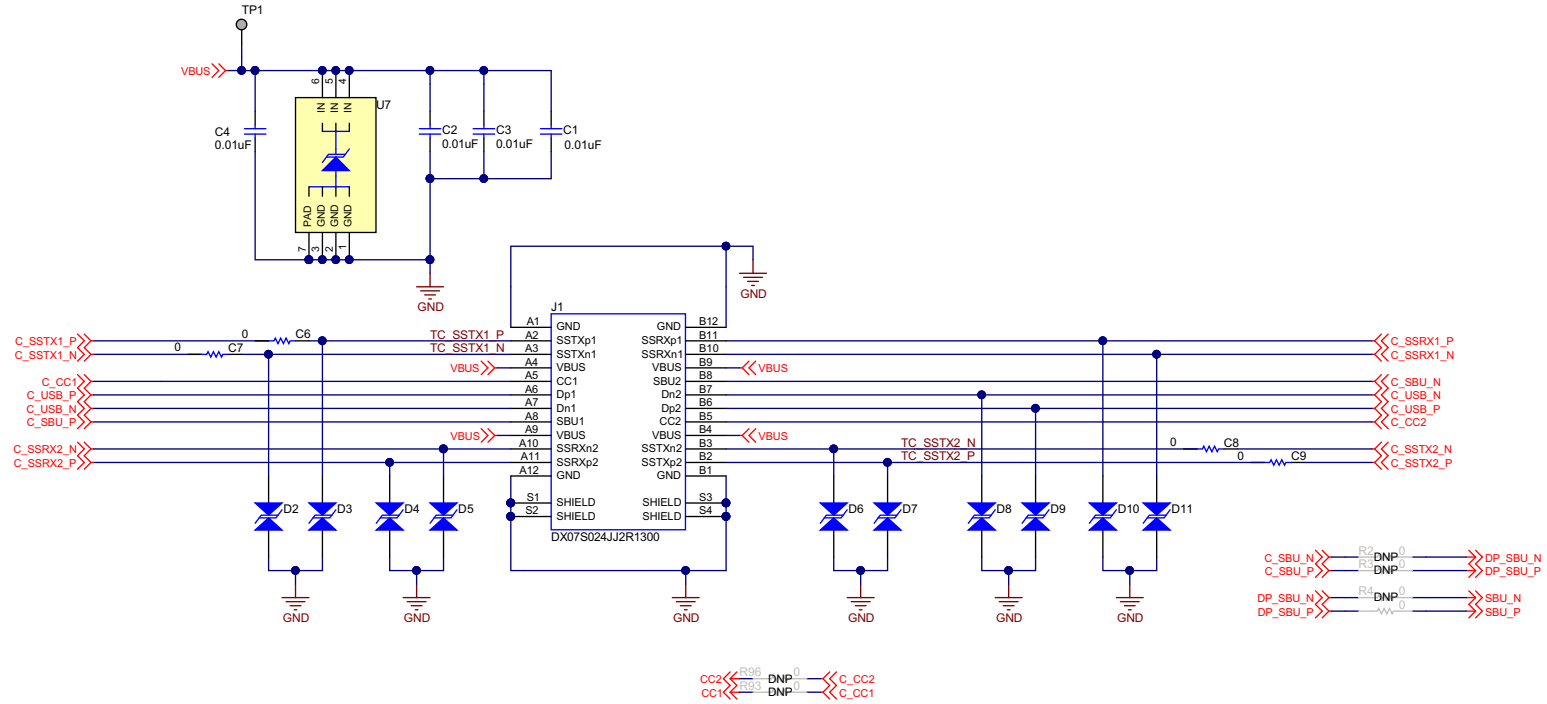 TP1
VBUS
6 5 4
IN IN IN
U7
C4
0.01uF
C2
0.01uF
C3
0.01uF
C1
0.01uF
PAD GND GND GND
7 3 2 1
GND
GND
J1
C_SSTX1_P
0 C6
TC_SSTX1_P
A1 GND
A2 SSTXp1
C_SSTX1_N
0 C7
TC_SSTX1_N
A3 SSTXn1
VBUS
A4 VBUS
C_CC1
A5 CC1
C_USB_P
A6 Dp1
C_USB_N
A7 Dn1
C_SBU_P
A8 SBU1
VBUS
A9 VBUS
C_SSRX2_N
A10 SSRXn2
C_SSRX2_P
A11 SSRXp2
A12 GND
S1 SHIELD
S2 SHIELD
GND B12
SSRXp1 B11
C_SSRX1_P
SSRXn1 B10
C_SSRX1_N
VBUS B9
VBUS
SBU2 B8
C_SBU_N
Dn2 B7
C_USB_N
Dp2 B6
C_USB_P
CC2 B5
C_CC2
VBUS B4
VBUS
SSTXn2 B3
TC_SSTX2_N
0 C8
C_SSTX2_N
SSTXp2 B2
TC_SSTX2_P
0 C9
C_SSTX2_P
GND B1
SHIELD S3
SHIELD S4
DX07S024JJ2R1300
D2 D3 D4 D5 D6 D7 D8 D9 D10 D11
GND GND GND GND GND GND
C_SBU_N R2 DNP 0 DP_SBU_N
C_SBU_P R3 DNP 0 DP_SBU_P
DP_SBU_N R4 DNP 0 SBU_N
DP_SBU_P 0 SBU_P
CC2 R96 DNP 0 C_CC2
CC1 R93 DNP 0 C_CC1